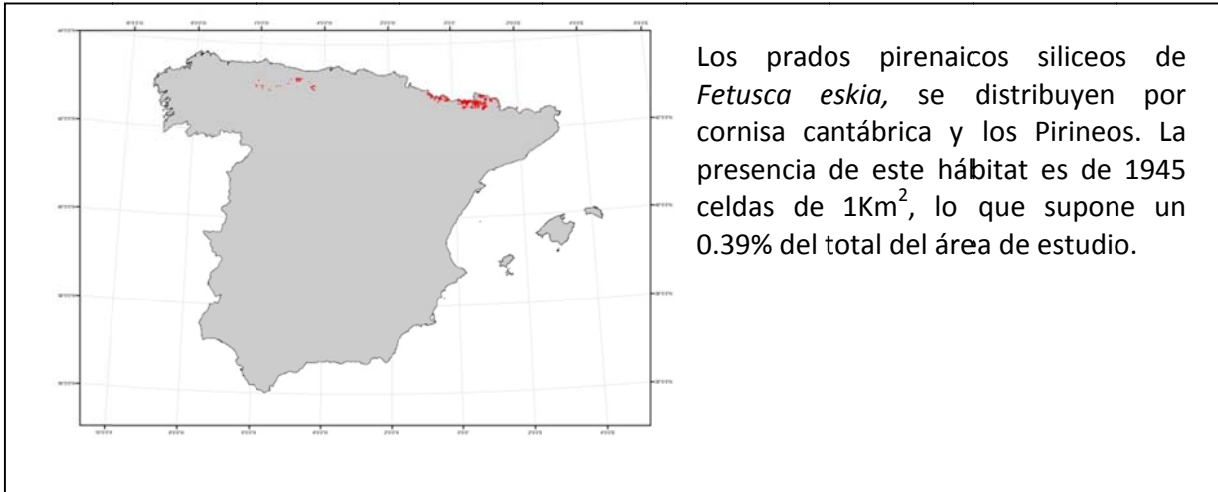 Los prados pirenaicos siliceos de
Fetusca eskia, se distribuyen por
cornisa cantábrica y los Pirineos. La
presencia de este hábitat es de 1945
celdas de 1Km², lo que supone un
0.39% del total del área de estudio.